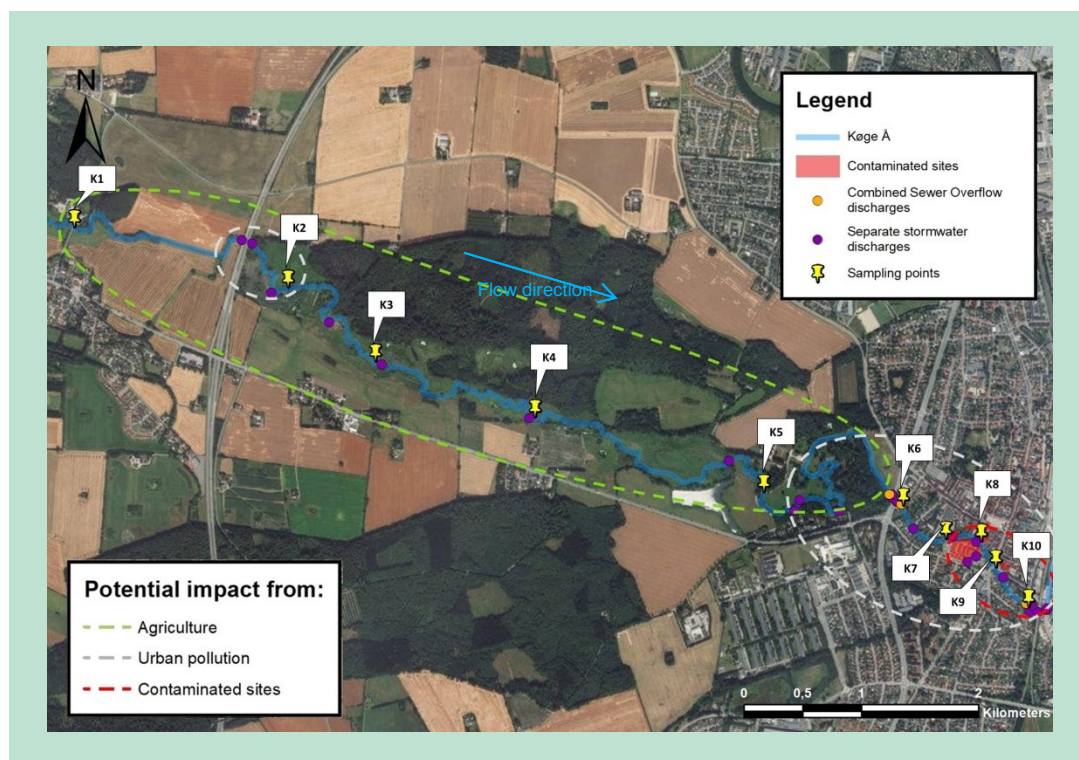 N
K1
K2
K3
K4
K5
K6
K7
K8
K9
K10
Flow direction
Legend
Køge Å
Contaminated sites
Combined Sewer Overflow
discharges
Separate stormwater
discharges
Sampling points
Potential impact from:
Agriculture
Urban pollution
Contaminated sites
0 0,5 1 2
Kilometers